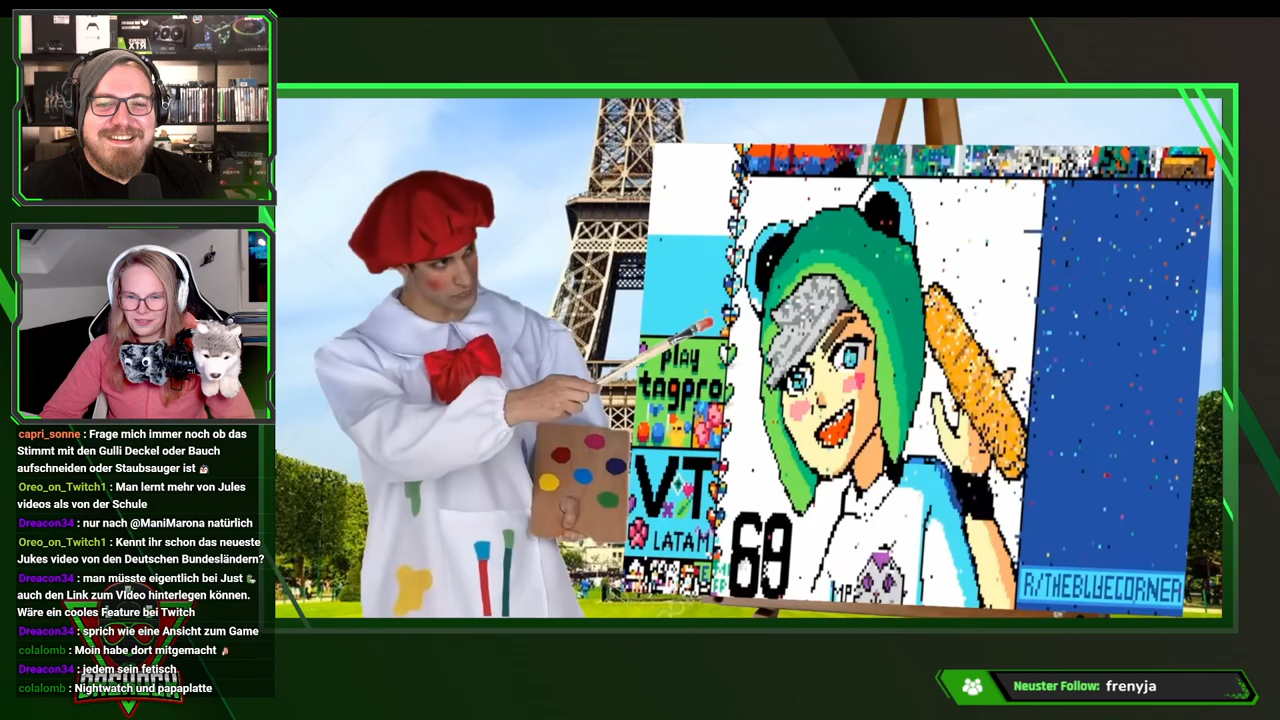 capri_sonne : Frage mich immer noch ob das
Stimmt mit den Gulli Deckel oder Bauch
aufschneiden oder Staubsauger ist
Oreo_on_Twitch1 : Man lernt mehr von Jules
videos als von der Schule
Dreacon34 : nur nach @ManiMarona natürlich
Oreo_on_Twitch1 : Kennt ihr schon das neueste
Jukes video von den Deutschen Bundesländern?
Dreacon34 : man müsste eigentlich bei Just
auch den Link zum Video hinterlegen können.
Wäre ein cooles Feature bei Twitch
Dreacon34 : sprich wie eine Ansicht zum Game
colalomb : Moin habe dort mitgemacht
Dreacon34 : jedem sein fetisch
colalomb : Nightwatch und papaplatte
play
tagpro
VT
LATAM
69
R/THEBLUECORNER
Neuster Follow: frenyja